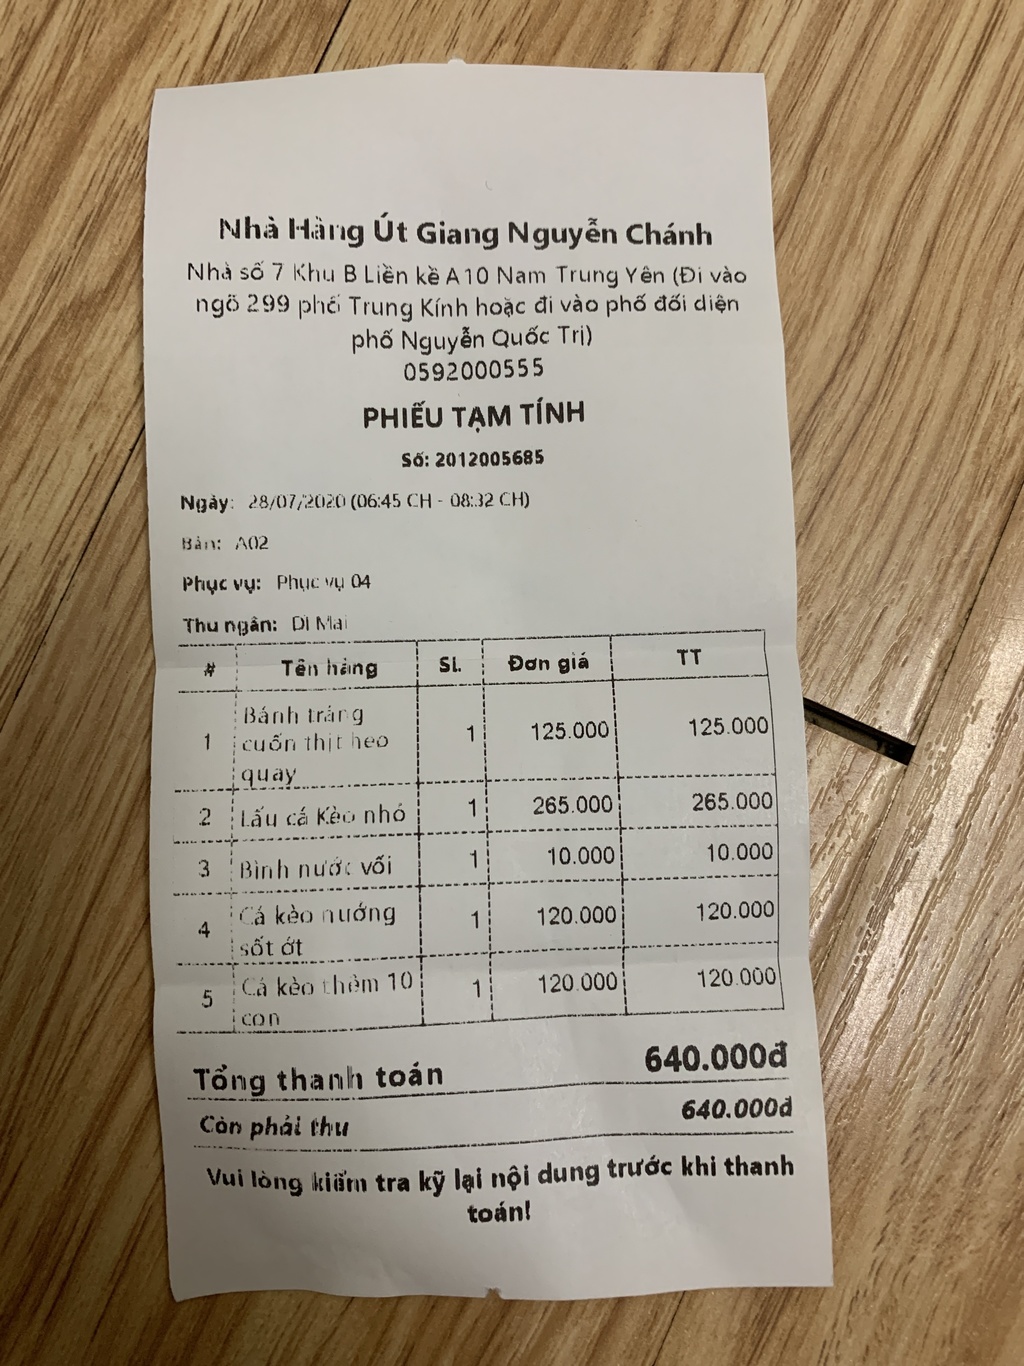 Nhà Hàng Út Giang Nguyễn Chánh
Nhà số 7 Khu B Liền kề A10 Nam Trung Yên (Đi vào
ngõ 299 phố Trung Kính hoặc đi vào phố đối diện
phố Nguyễn Quốc Trị)
0592000555
PHIẾU TẠM TÍNH
Số: 2012005685
Ngày: 28/07/2020 (06:45 CH - 08:32 CH)
Bàn: A02
Phục vụ: Phục vụ 04
Thu ngân: Dì Mai
# Tên hàng SL Đơn giá TT
1 Bánh tráng cuốn thịt heo quay 1 125.000 125.000
2 Lẩu cá Kèo nhỏ 1 265.000 265.000
3 Bình nước vối 1 10.000 10.000
4 Cá kèo nướng sốt ớt 1 120.000 120.000
5 Cá kèo thêm 10 con 1 120.000 120.000
Tổng thanh toán 640.000đ
Còn phải thu 640.000đ
Vui lòng kiểm tra kỹ lại nội dung trước khi thanh
toán!